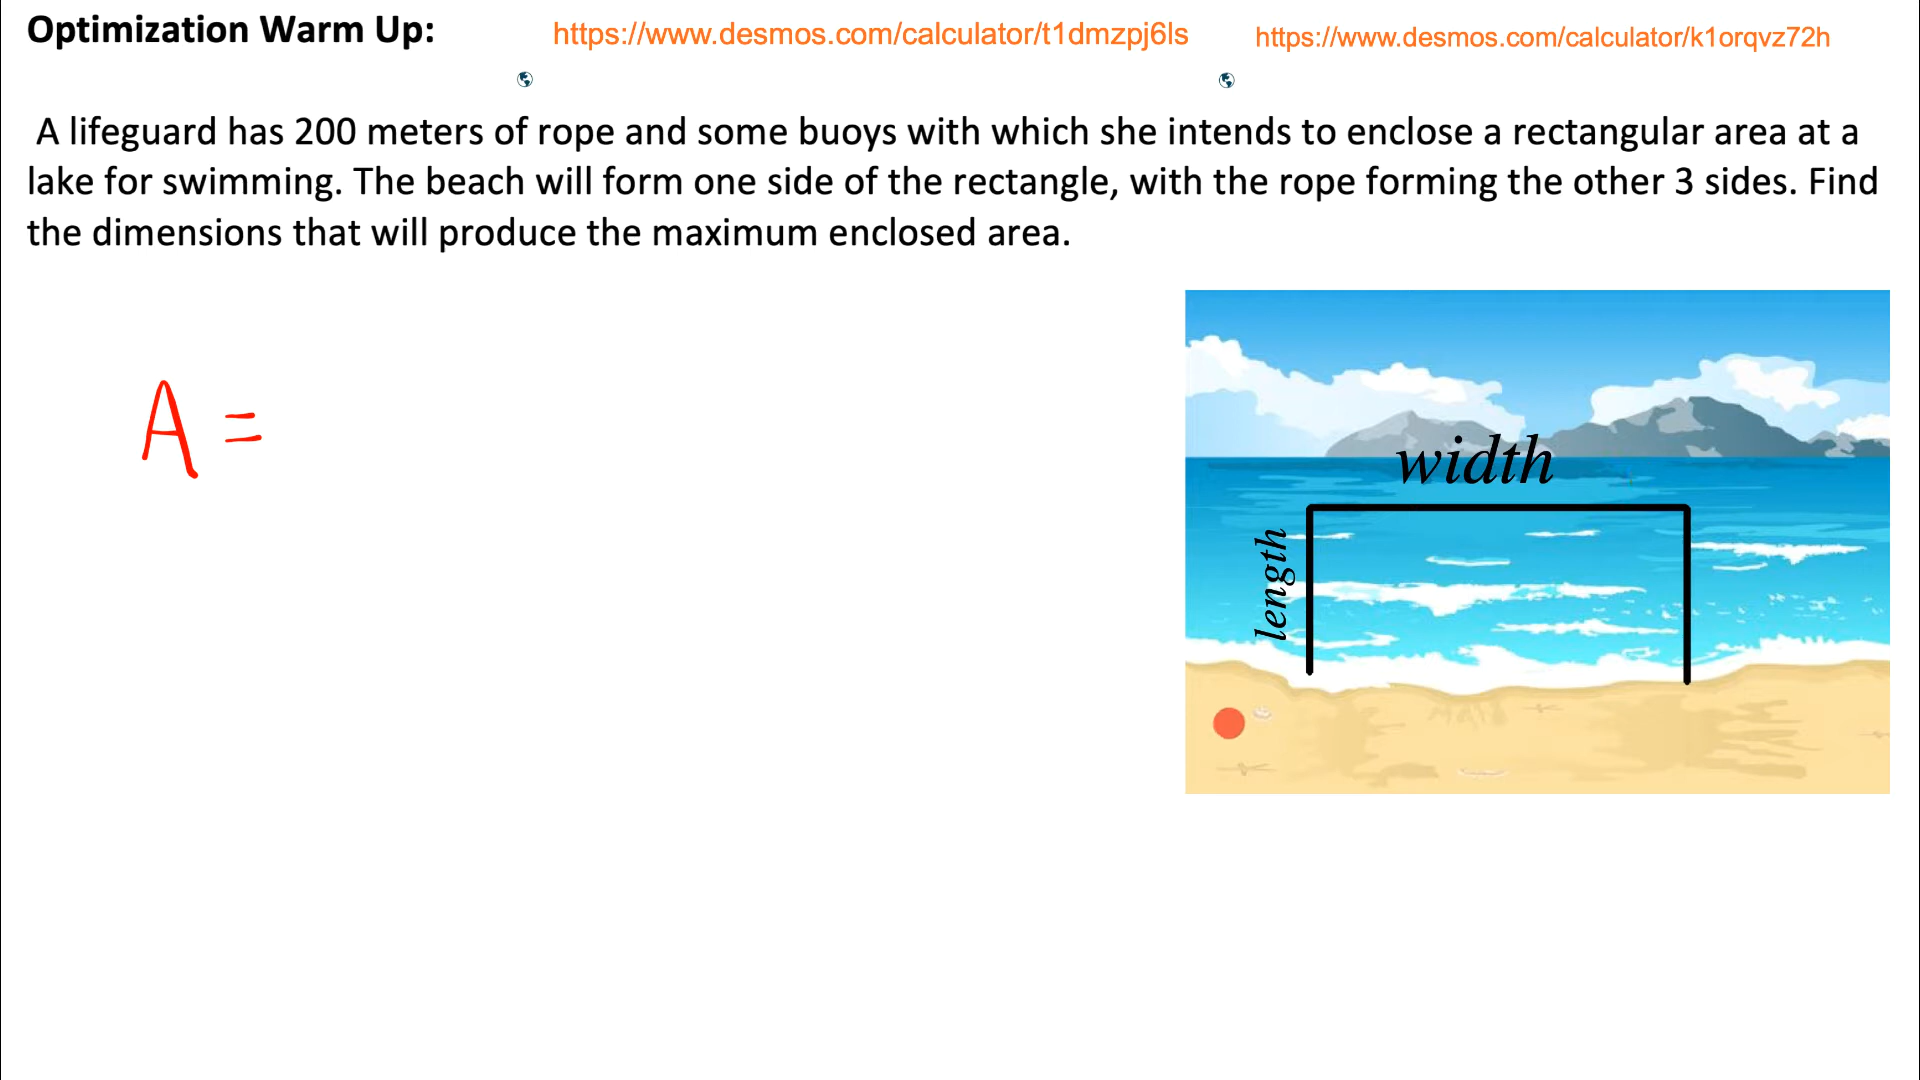 Optimization Warm Up:
https://www.desmos.com/calculator/t1dmzpj6ls
https://www.desmos.com/calculator/k1orqvz72h
A lifeguard has 200 meters of rope and some buoys with which she intends to enclose a rectangular area at a
lake for swimming. The beach will form one side of the rectangle, with the rope forming the other 3 sides. Find
the dimensions that will produce the maximum enclosed area.
A =
width
length